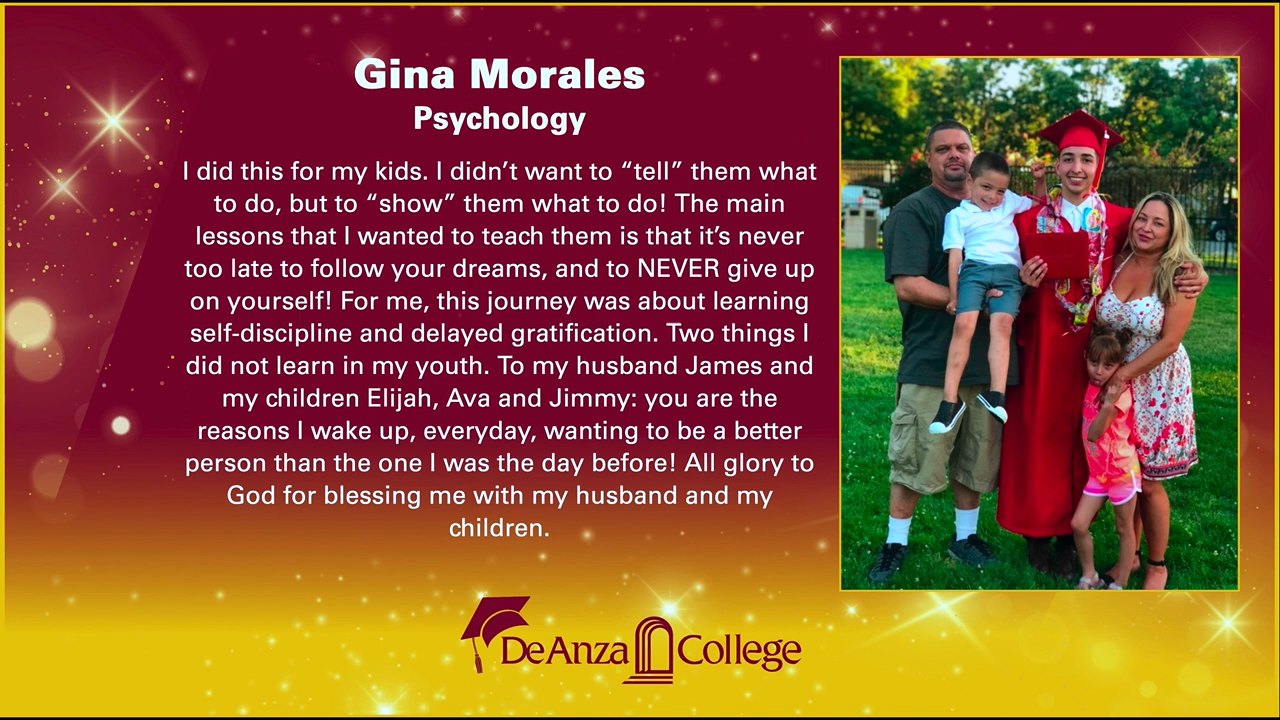 Gina Morales
Psychology
I did this for my kids. I didn’t want to “tell” them what
to do, but to “show” them what to do! The main
lessons that I wanted to teach them is that it’s never
too late to follow your dreams, and to NEVER give up
on yourself! For me, this journey was about learning
self-discipline and delayed gratification. Two things I
did not learn in my youth. To my husband James and
my children Elijah, Ava and Jimmy: you are the
reasons I wake up, everyday, wanting to be a better
person than the one I was the day before! All glory to
God for blessing me with my husband and my
children.
DeAnza College